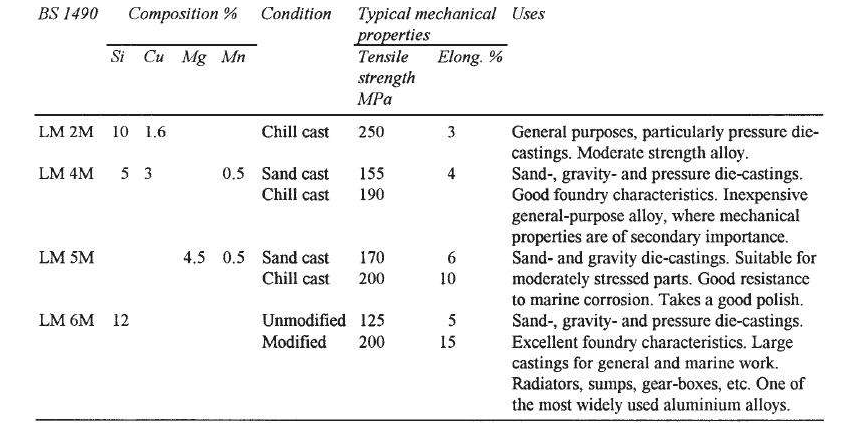 BS 1490 Composition % Condition Typical mechanical properties Uses
Si Cu Mg Mn Tensile strength MPa Elong. %
LM 2M 10 1.6 Chill cast 250 3 General purposes, particularly pressure die-
castings. Moderate strength alloy.
LM 4M 5 3 0.5 Sand cast 155 4 Sand-, gravity- and pressure die-castings.
Chill cast 190 Good foundry characteristics. Inexpensive
general-purpose alloy, where mechanical
properties are of secondary importance.
LM 5M 4.5 0.5 Sand cast 170 6 Sand- and gravity die-castings. Suitable for
Chill cast 200 10 moderately stressed parts. Good resistance
to marine corrosion. Takes a good polish.
LM 6M 12 Unmodified 125 5 Sand-, gravity- and pressure die-castings.
Modified 200 15 Excellent foundry characteristics. Large
castings for general and marine work.
Radiators, sumps, gear-boxes, etc. One of
the most widely used aluminium alloys.